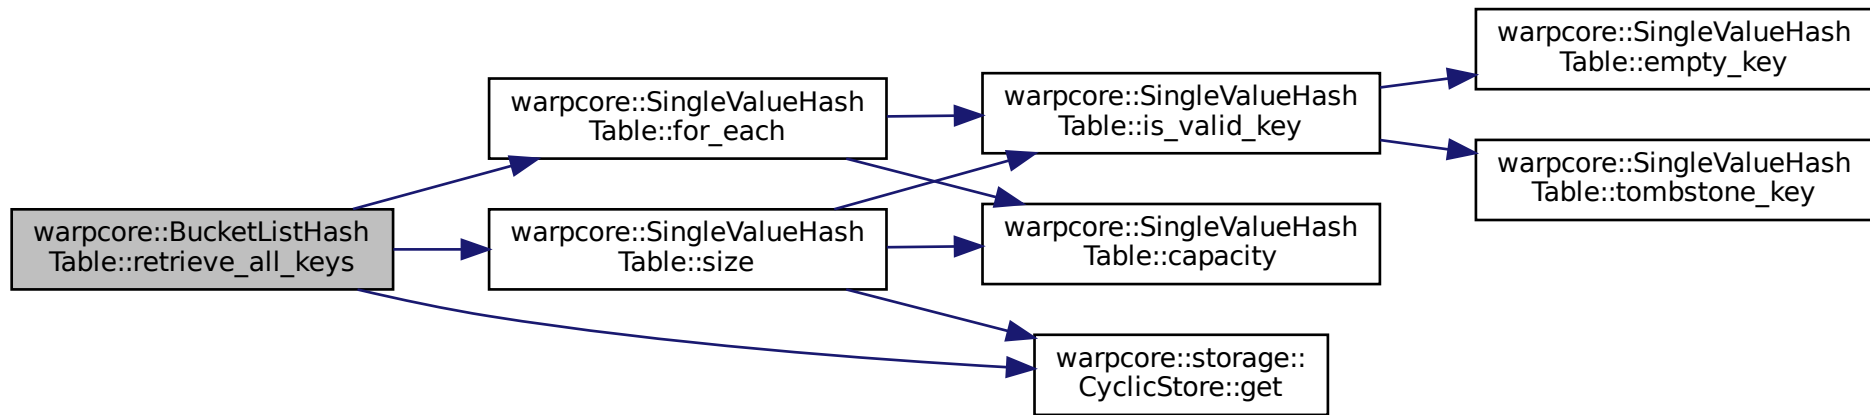 warpcore::BucketListHash
Table::retrieve_all_keys
warpcore::SingleValueHash
Table::for_each
warpcore::SingleValueHash
Table::size
warpcore::SingleValueHash
Table::is_valid_key
warpcore::SingleValueHash
Table::capacity
warpcore::storage::
CyclicStore::get
warpcore::SingleValueHash
Table::empty_key
warpcore::SingleValueHash
Table::tombstone_key